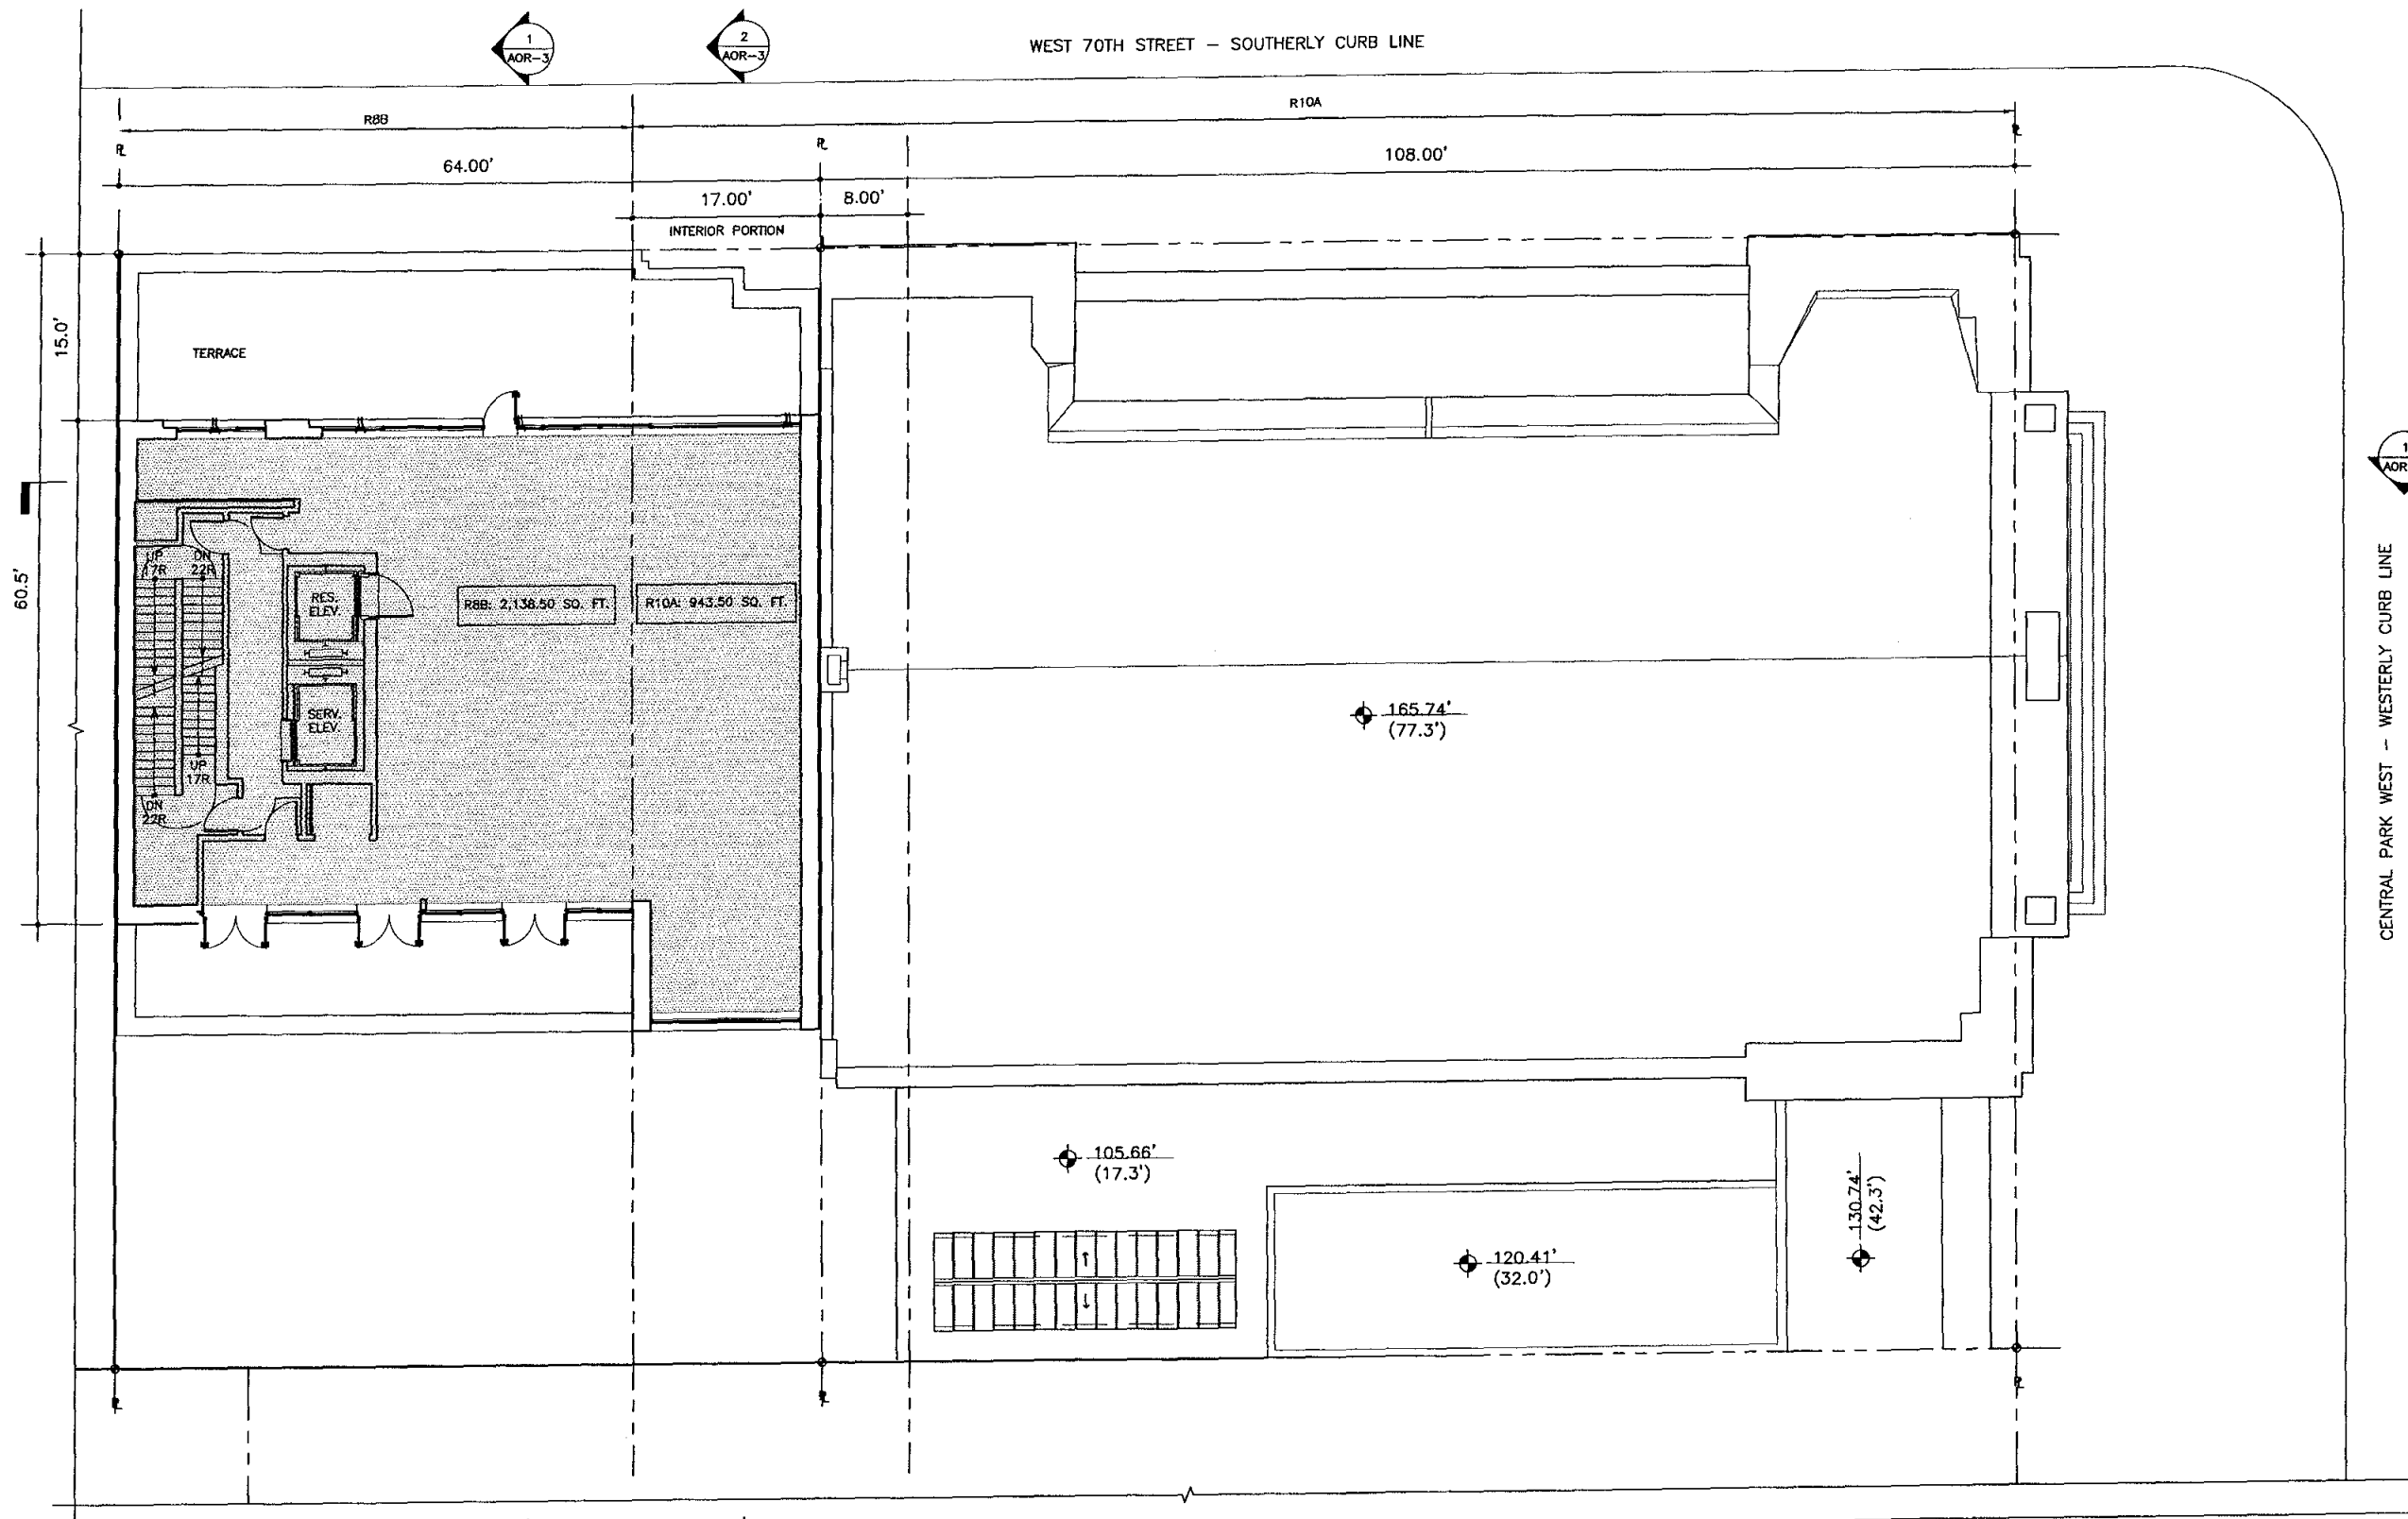 1
AOR-3
2
AOR-3
WEST 70TH STREET - SOUTHERLY CURB LINE
R8B
R10A
64.00'
108.00'
17.00'
8.00'
INTERIOR PORTION
15.0'
TERRACE
60.5'
UP
17R
DN
22R
RES.
ELEV.
R8B: 2,138.50 SQ. FT.
R10A: 943.50 SQ. FT.
SERV.
ELEV.
UP
17R
DN
22R
165.74'
(77.3')
1
AOR
CENTRAL PARK WEST - WESTERLY CURB LINE
105.66'
(17.3')
120.41'
(32.0')
130.74'
(42.3')